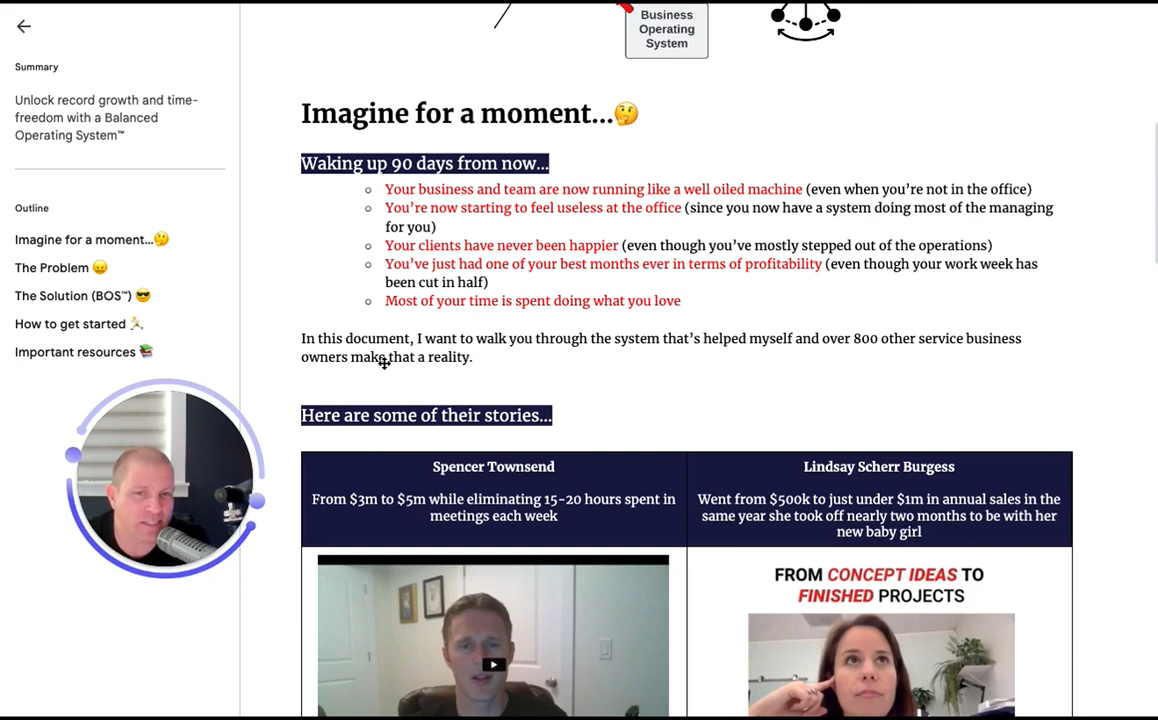 Business
Operating
System
Summary
Unlock record growth and time-
freedom with a Balanced
Operating System™
Outline
Imagine for a moment...🤔
The Problem 😖
The Solution (BOS™) 😎
How to get started 🏃
Important resources 📚
Imagine for a moment...🤔
Waking up 90 days from now...
Your business and team are now running like a well oiled machine (even when you're not in the office)
You're now starting to feel useless at the office (since you now have a system doing most of the managing
for you)
Your clients have never been happier (even though you've mostly stepped out of the operations)
You've just had one of your best months ever in terms of profitability (even though your work week has
been cut in half)
Most of your time is spent doing what you love
In this document, I want to walk you through the system that's helped myself and over 800 other service business
owners make that a reality.
Here are some of their stories...
Spencer Townsend
From $3m to $5m while eliminating 15-20 hours spent in
meetings each week
Lindsay Scherr Burgess
Went from $500k to just under $1m in annual sales in the
same year she took off nearly two months to be with her
new baby girl
FROM CONCEPT IDEAS TO
FINISHED PROJECTS